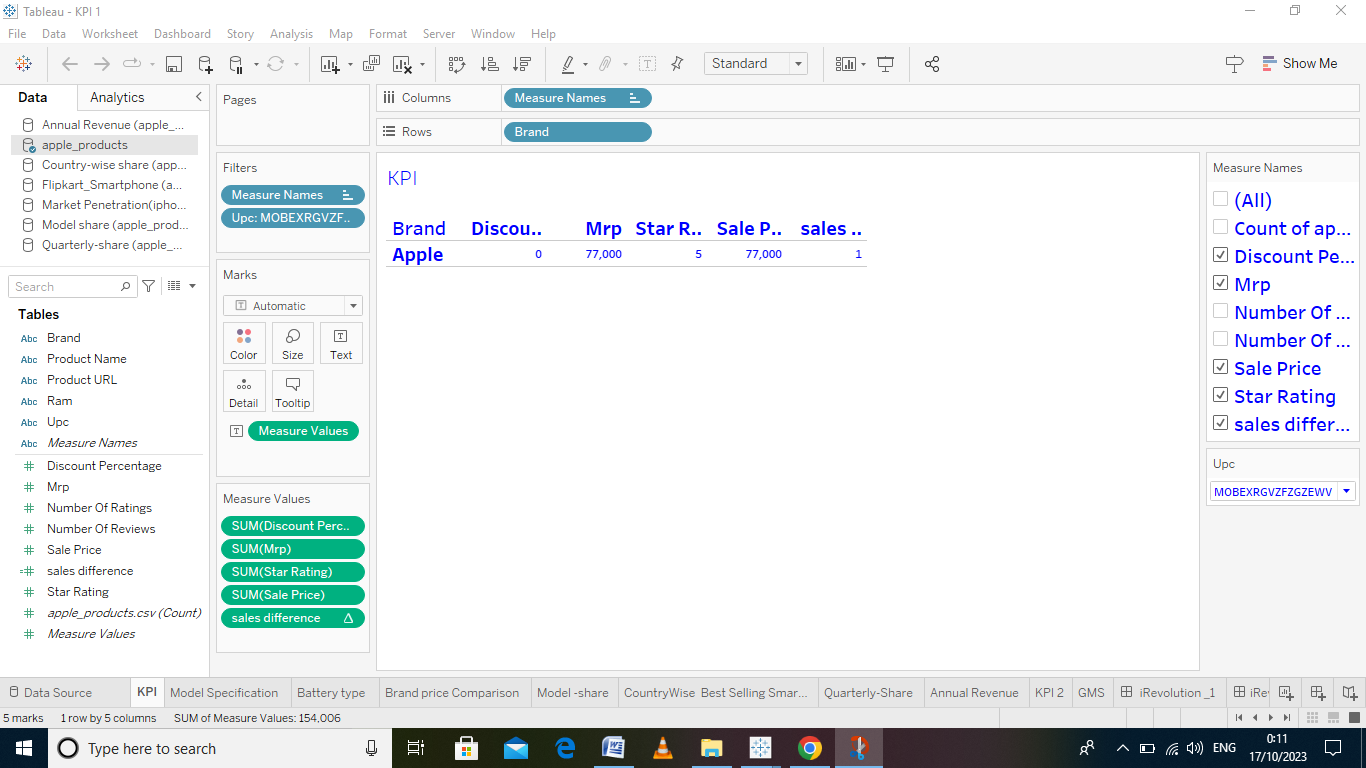 Tableau - KPI 1
File Data Worksheet Dashboard Story Analysis Map Format Server Window Help
Standard
Show Me
Data Analytics
Annual Revenue (apple_...
apple_products
Country-wise share (app...
Flipkart_Smartphone (a...
Market Penetration(ipho...
Model share (apple_prod...
Quarterly-share (apple_...
Search
Tables
Abc Brand
Abc Product Name
Abc Product URL
Abc Ram
Abc Upc
Abc Measure Names
Discount Percentage
Mrp
Number Of Ratings
Number Of Reviews
Sale Price
sales difference
Star Rating
apple_products.csv (Count)
Measure Values
Pages
Filters
Measure Names
Upc: MOBEXRGVZF..
Marks
Automatic
Color Size Text
Detail Tooltip
Measure Values
Measure Values
SUM(Discount Perc..
SUM(Mrp)
SUM(Star Rating)
SUM(Sale Price)
sales difference
Columns Measure Names
Rows Brand
KPI
Brand Discou.. Mrp Star R.. Sale P.. sales ..
Apple 0 77,000 5 77,000 1
Measure Names
(All)
Count of ap...
Discount Pe...
Mrp
Number Of ...
Number Of ...
Sale Price
Star Rating
sales differ...
Upc
MOBEXRGVZFZGZEWV
Data Source KPI Model Specification Battery type Brand price Comparison Model -share CountryWise Best Selling Smar... Quarterly-Share Annual Revenue KPI 2 GMS iRevolution _1 iRev
5 marks 1 row by 5 columns SUM of Measure Values: 154,006
Type here to search
ENG
0:11
17/10/2023